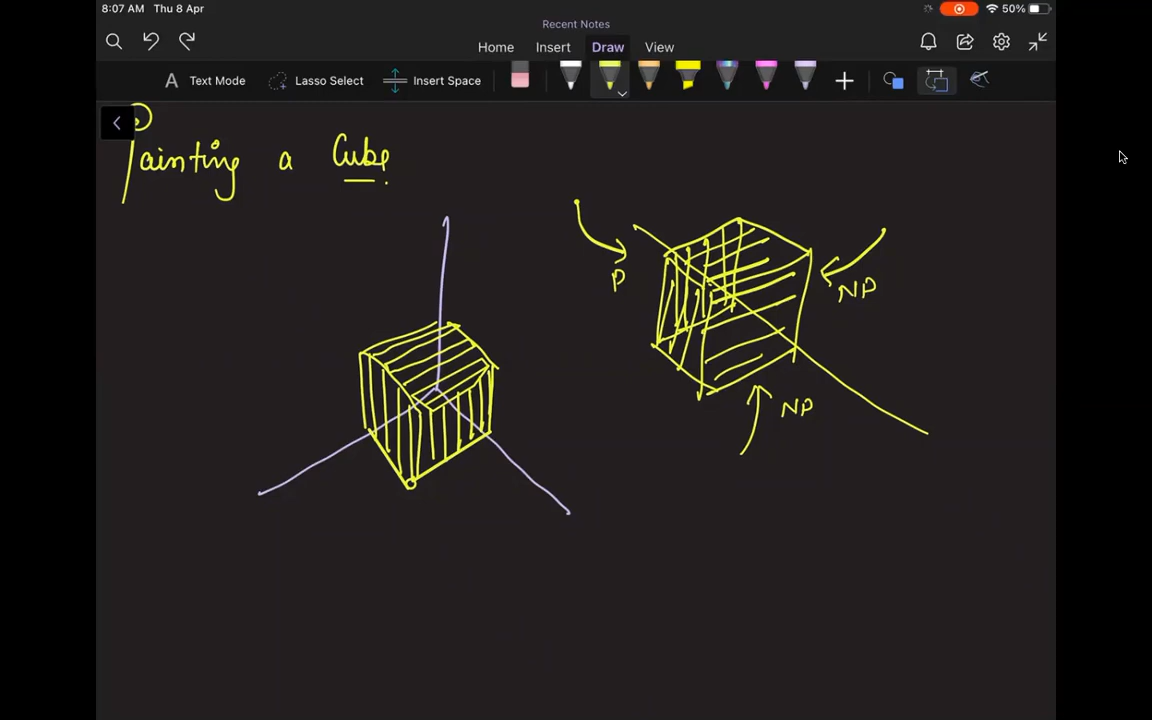 8:07 AM Thu 8 Apr
50%
Recent Notes
Home Insert Draw View
Text Mode Lasso Select Insert Space
Painting a Cube.
P
NP
NP